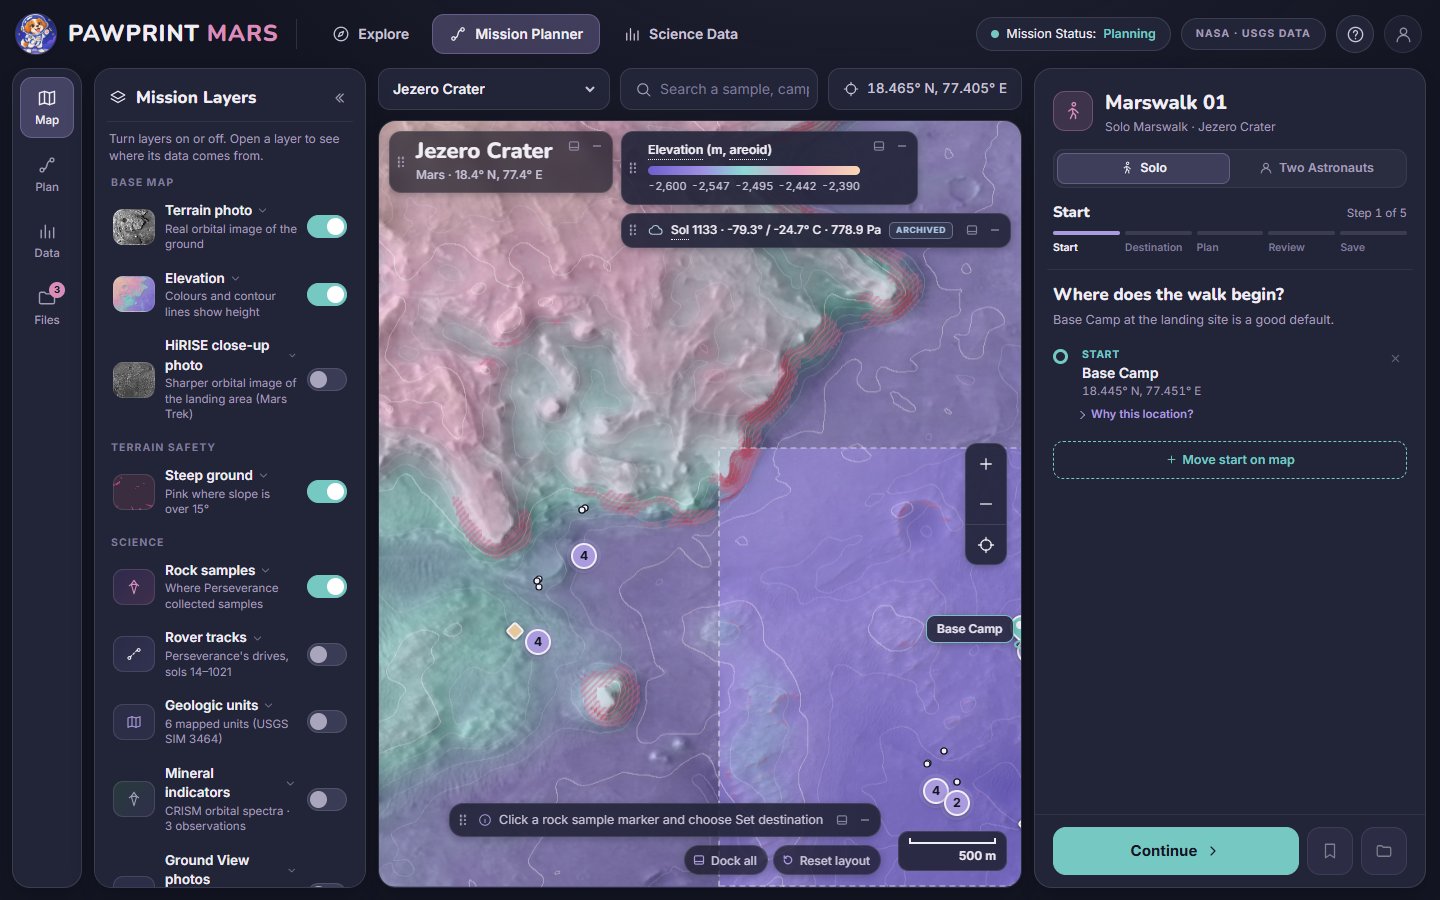 PAWPRINT MARS
Explore
Mission Planner
Science Data
Mission Status: Planning
NASA · USGS DATA
Map
Plan
Data
3
Files
Mission Layers
Turn layers on or off. Open a layer to see
where its data comes from.
BASE MAP
Terrain photo
Real orbital image of the
ground
Elevation
Colours and contour
lines show height
HiRISE close-up
photo
Sharper orbital image of
the landing area (Mars
Trek)
TERRAIN SAFETY
Steep ground
Pink where slope is
over 15°
SCIENCE
Rock samples
Where Perseverance
collected samples
Rover tracks
Perseverance's drives,
sols 14–1021
Geologic units
6 mapped units (USGS
SIM 3464)
Mineral
indicators
CRISM orbital spectra ·
3 observations
Ground View
photos
Jezero Crater
Search a sample, camp
18.465° N, 77.405° E
Jezero Crater
Mars · 18.4° N, 77.4° E
Elevation (m, areoid)
−2,600 −2,547 −2,495 −2,442 −2,390
Sol 1133 · -79.3° / -24.7° C · 778.9 Pa
ARCHIVED
4
4
Base Camp
4
2
Click a rock sample marker and choose Set destination
Dock all
Reset layout
500 m
Marswalk 01
Solo Marswalk · Jezero Crater
Solo
Two Astronauts
Start
Step 1 of 5
Start
Destination
Plan
Review
Save
Where does the walk begin?
Base Camp at the landing site is a good default.
START
Base Camp
18.445° N, 77.451° E
Why this location?
+ Move start on map
Continue